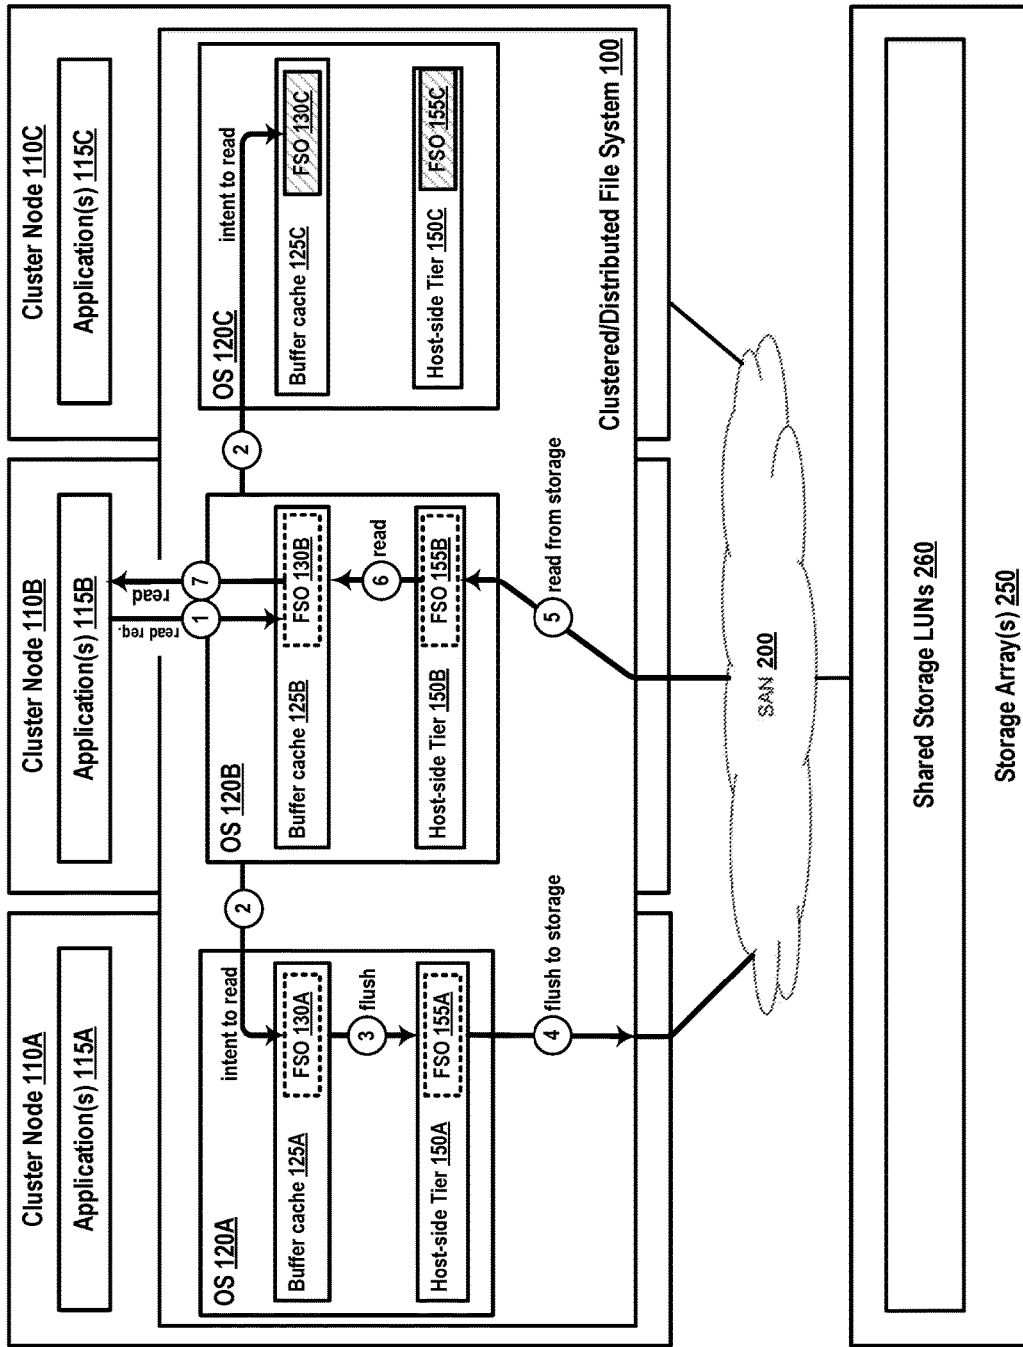 Cluster Node 110A
Application(s) 115A
OS 120A
intent to read
Buffer cache 125A
FSO 130A
3
flush
Host-side Tier 150A
FSO 155A
4
flush to storage
2
Cluster Node 110B
Application(s) 115B
read req.
read
1
7
OS 120B
Buffer cache 125B
FSO 130B
6
read
Host-side Tier 150B
FSO 155B
5
read from storage
2
Cluster Node 110C
Application(s) 115C
OS 120C
intent to read
Buffer cache 125C
FSO 130C
Host-side Tier 150C
FSO 155C
Clustered/Distributed File System 100
SAN 200
Shared Storage LUNs 260
Storage Array(s) 250